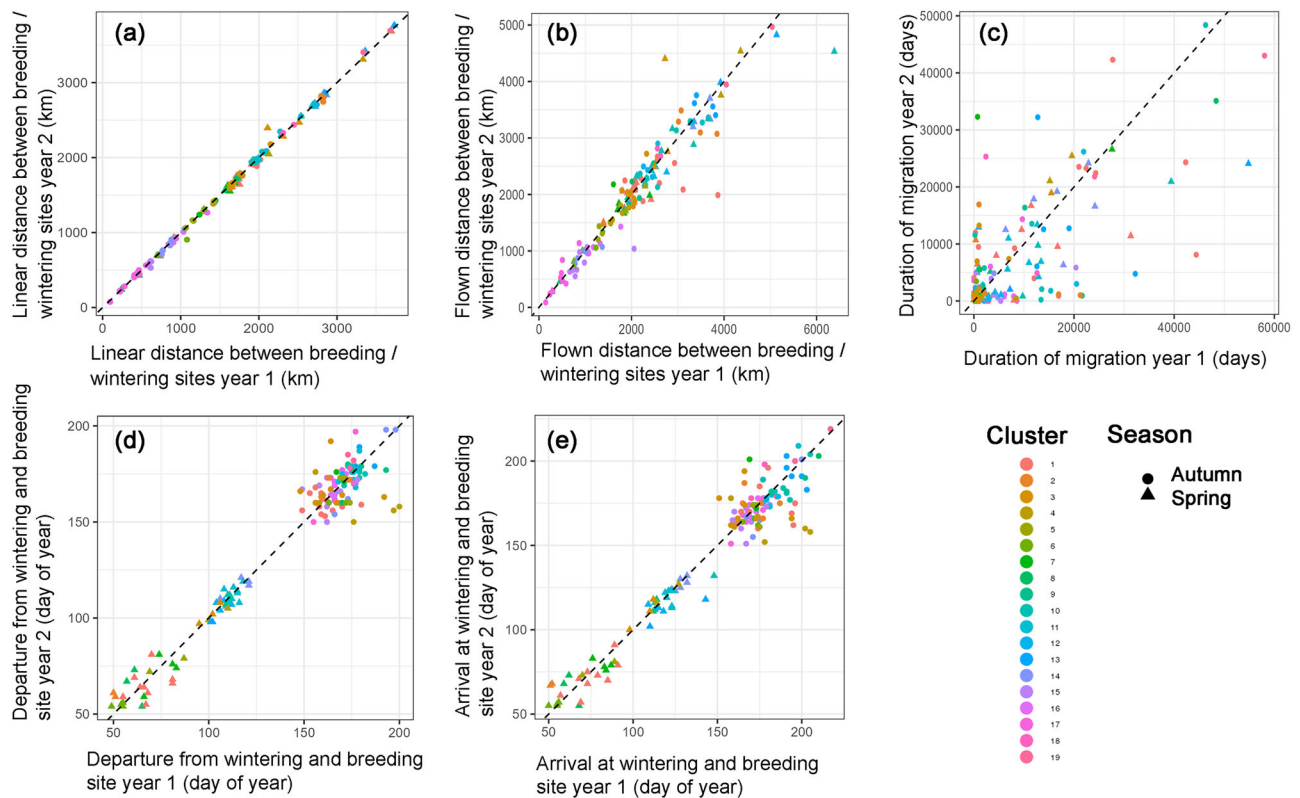 (a)
Linear distance between breeding /
wintering sites year 2 (km)
3000
2000
1000
0
0
1000
2000
3000
Linear distance between breeding /
wintering sites year 1 (km)
(b)
Flown distance between breeding /
wintering sites year 2 (km)
5000
4000
3000
2000
1000
0
0
2000
4000
6000
Flown distance between breeding /
wintering sites year 1 (km)
(c)
Duration of migration year 2 (days)
50000
40000
30000
20000
10000
0
0
20000
40000
60000
Duration of migration year 1 (days)
(d)
Departure from wintering and breeding
site year 2 (day of year)
200
150
100
50
50
100
150
200
Departure from wintering and breeding
site year 1 (day of year)
(e)
Arrival at wintering and breeding
site year 2 (day of year)
200
150
100
50
50
100
150
200
Arrival at wintering and breeding
site year 1 (day of year)
Cluster
1
2
3
4
5
6
7
8
9
10
11
12
13
14
15
16
17
18
19
Season
Autumn
Spring